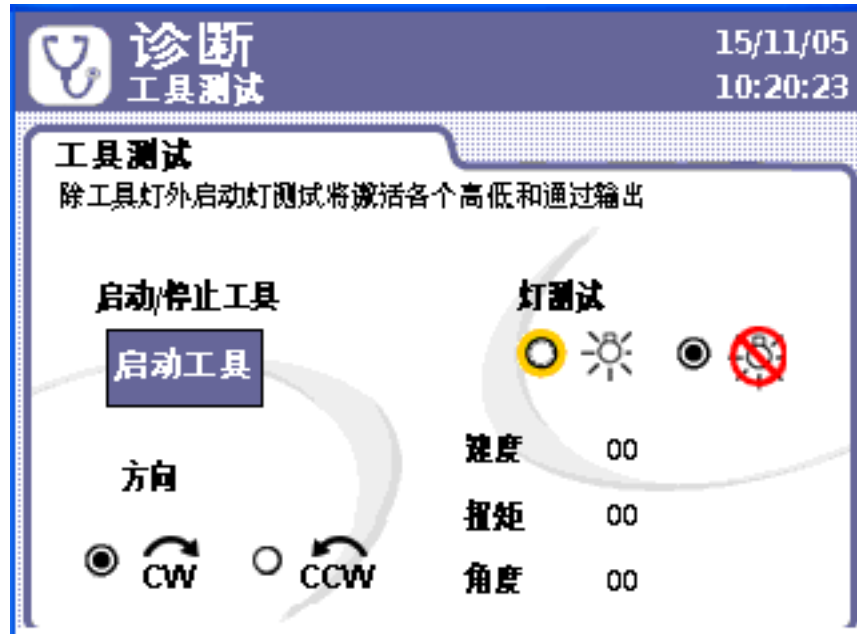 诊断
工具测试
15/11/05
10:20:23
工具测试
除工具灯外启动灯测试将激活各个高低和通过输出
启动/停止工具
启动工具
灯测试
方向
CW
CCW
速度 00
扭矩 00
角度 00